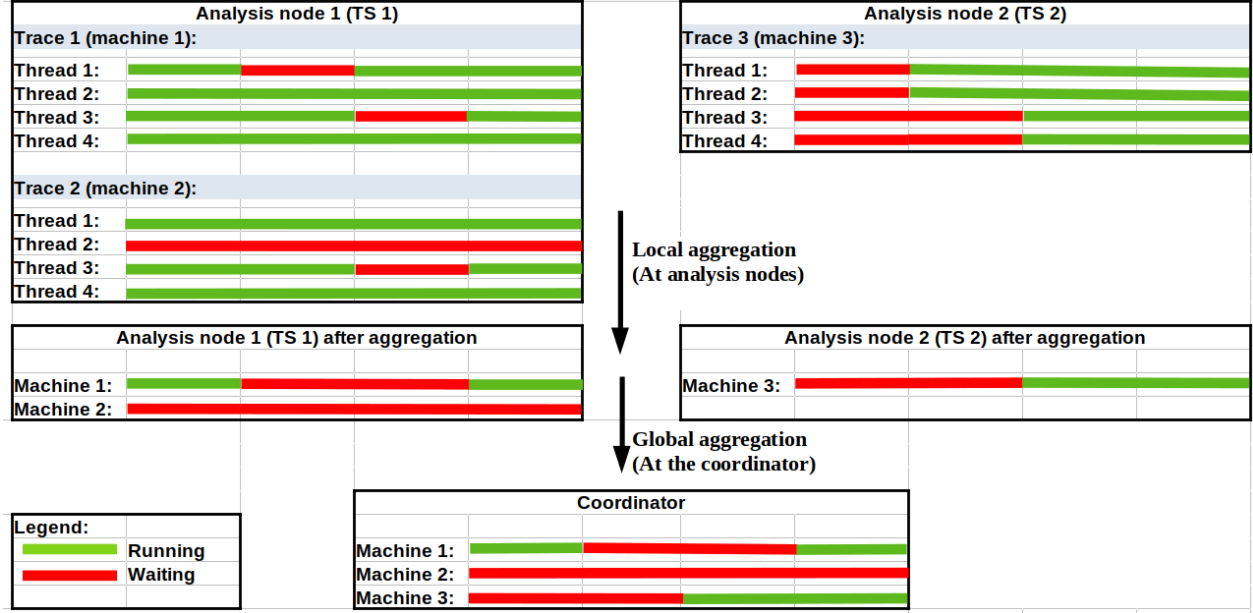 Analysis node 1 (TS 1)
Trace 1 (machine 1):
Thread 1:
Thread 2:
Thread 3:
Thread 4:
Trace 2 (machine 2):
Thread 1:
Thread 2:
Thread 3:
Thread 4:
Analysis node 2 (TS 2)
Trace 3 (machine 3):
Thread 1:
Thread 2:
Thread 3:
Thread 4:
Local aggregation
(At analysis nodes)
Analysis node 1 (TS 1) after aggregation
Machine 1:
Machine 2:
Analysis node 2 (TS 2) after aggregation
Machine 3:
Global aggregation
(At the coordinator)
Coordinator
Machine 1:
Machine 2:
Machine 3:
Legend:
Running
Waiting